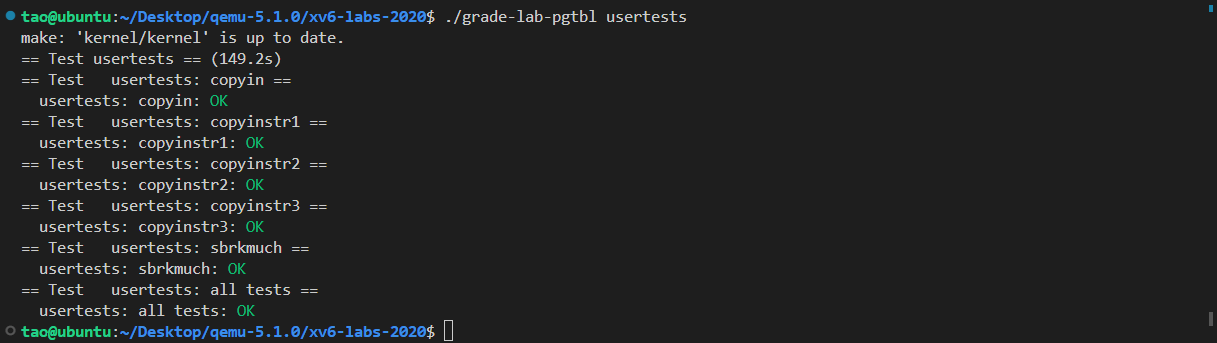 tao@ubuntu:~/Desktop/qemu-5.1.0/xv6-labs-2020$ ./grade-lab-pgtbl usertests
make: 'kernel/kernel' is up to date.
== Test usertests == (149.2s)
== Test   usertests: copyin ==
  usertests: copyin: OK
== Test   usertests: copyinstr1 ==
  usertests: copyinstr1: OK
== Test   usertests: copyinstr2 ==
  usertests: copyinstr2: OK
== Test   usertests: copyinstr3 ==
  usertests: copyinstr3: OK
== Test   usertests: sbrkmuch ==
  usertests: sbrkmuch: OK
== Test   usertests: all tests ==
  usertests: all tests: OK
tao@ubuntu:~/Desktop/qemu-5.1.0/xv6-labs-2020$